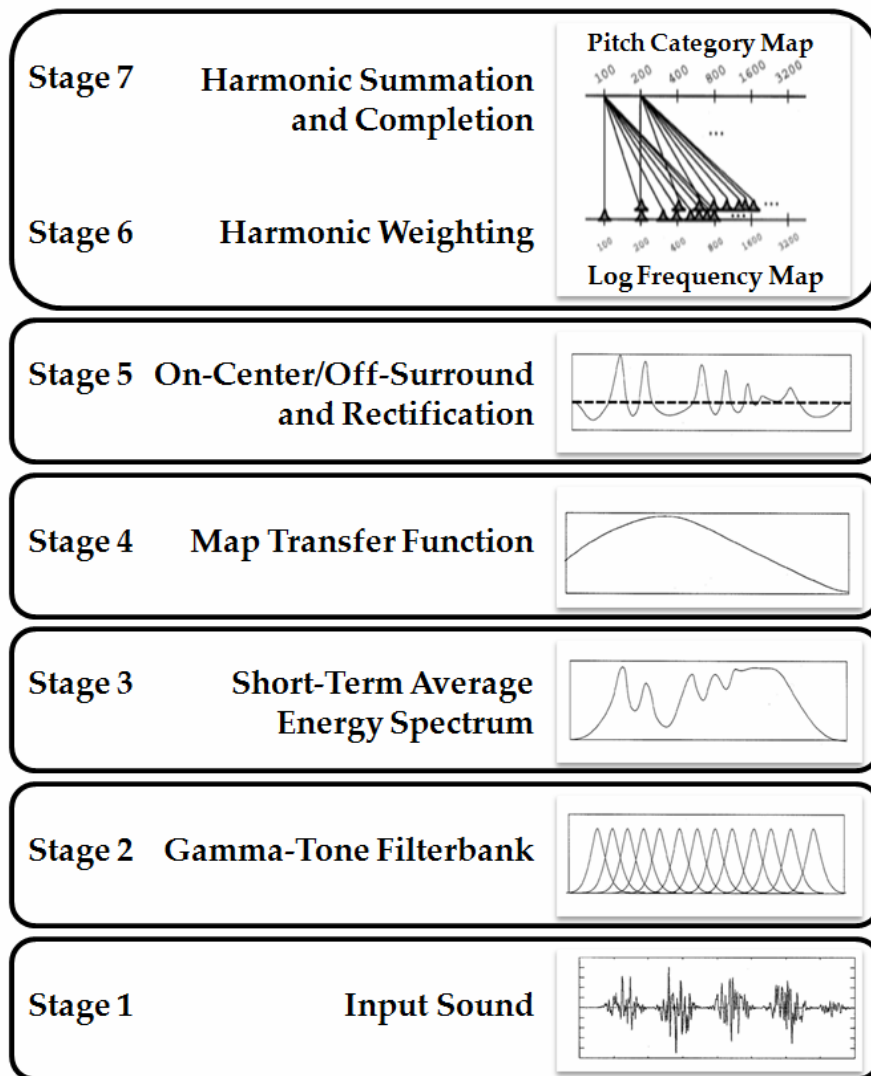 Stage 7
Harmonic Summation
and Completion
Pitch Category Map
100 200 400 800 1600 3200
...
...
...
Stage 6
Harmonic Weighting
100 200 400 800 1600 3200
Log Frequency Map
Stage 5
On-Center/Off-Surround
and Rectification
Stage 4
Map Transfer Function
Stage 3
Short-Term Average
Energy Spectrum
Stage 2
Gamma-Tone Filterbank
Stage 1
Input Sound